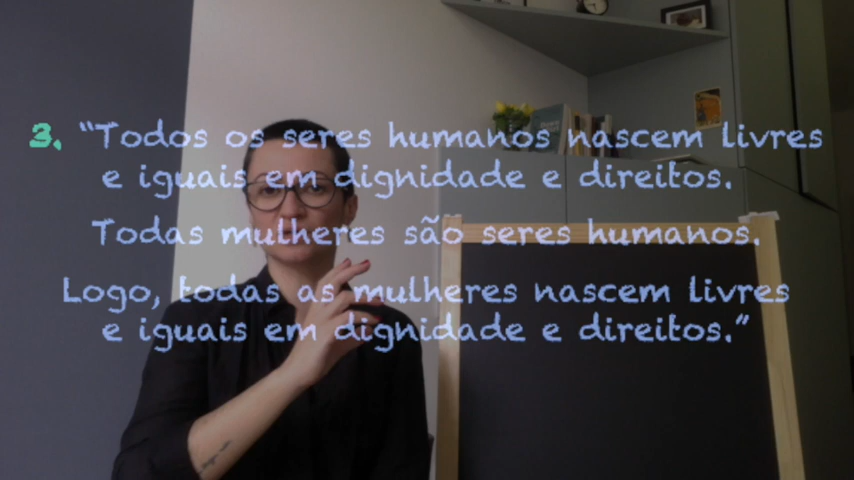 3. “Todos os seres humanos nascem livres
e iguais em dignidade e direitos.
Todas mulheres são seres humanos.
Logo, todas as mulheres nascem livres
e iguais em dignidade e direitos.”